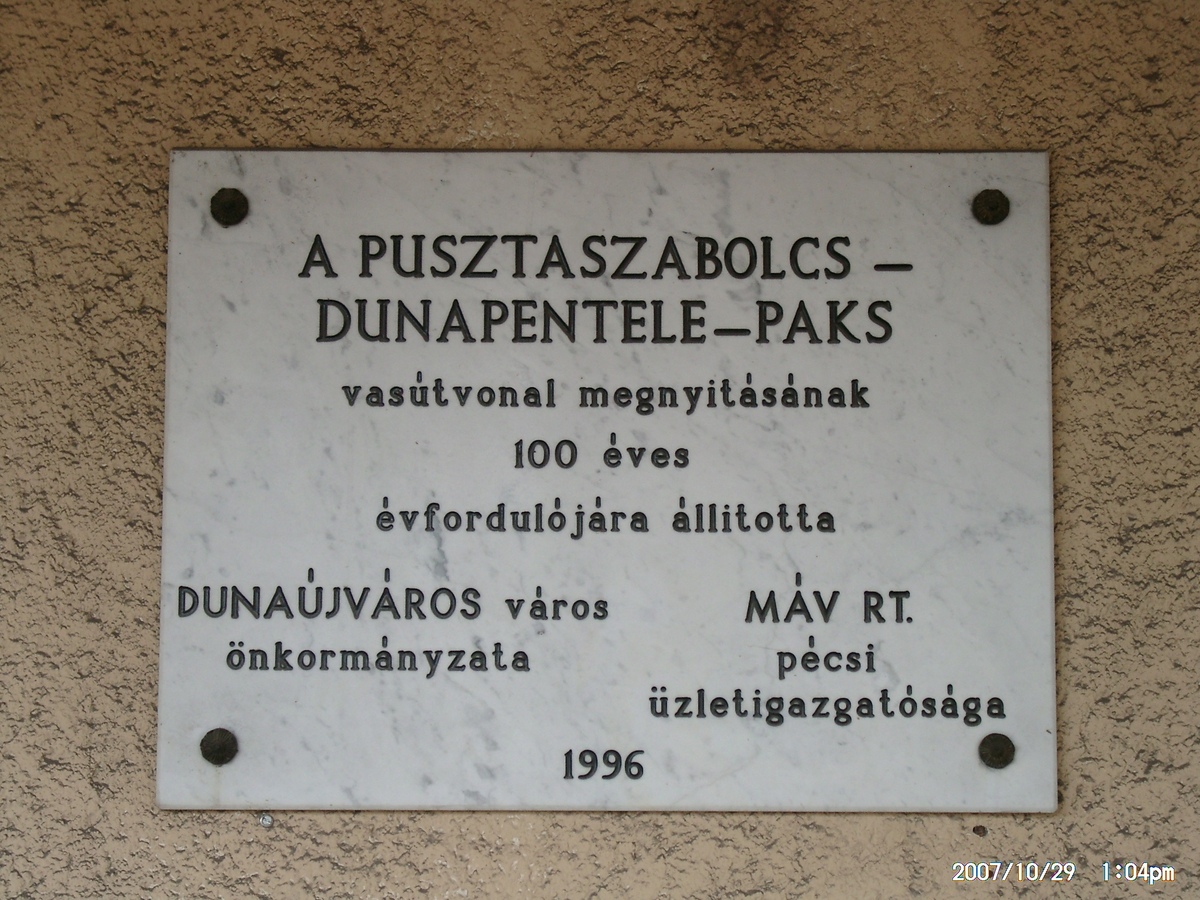 A PUSZTASZABOLCS –
DUNAPENTELE–PAKS
vasútvonal megnyitásának
100 éves
évfordulójára állitotta
DUNAÚJVÁROS város
önkormányzata
MÁV RT.
pécsi
üzletigazgatósága
1996
2007/10/29 1:04pm